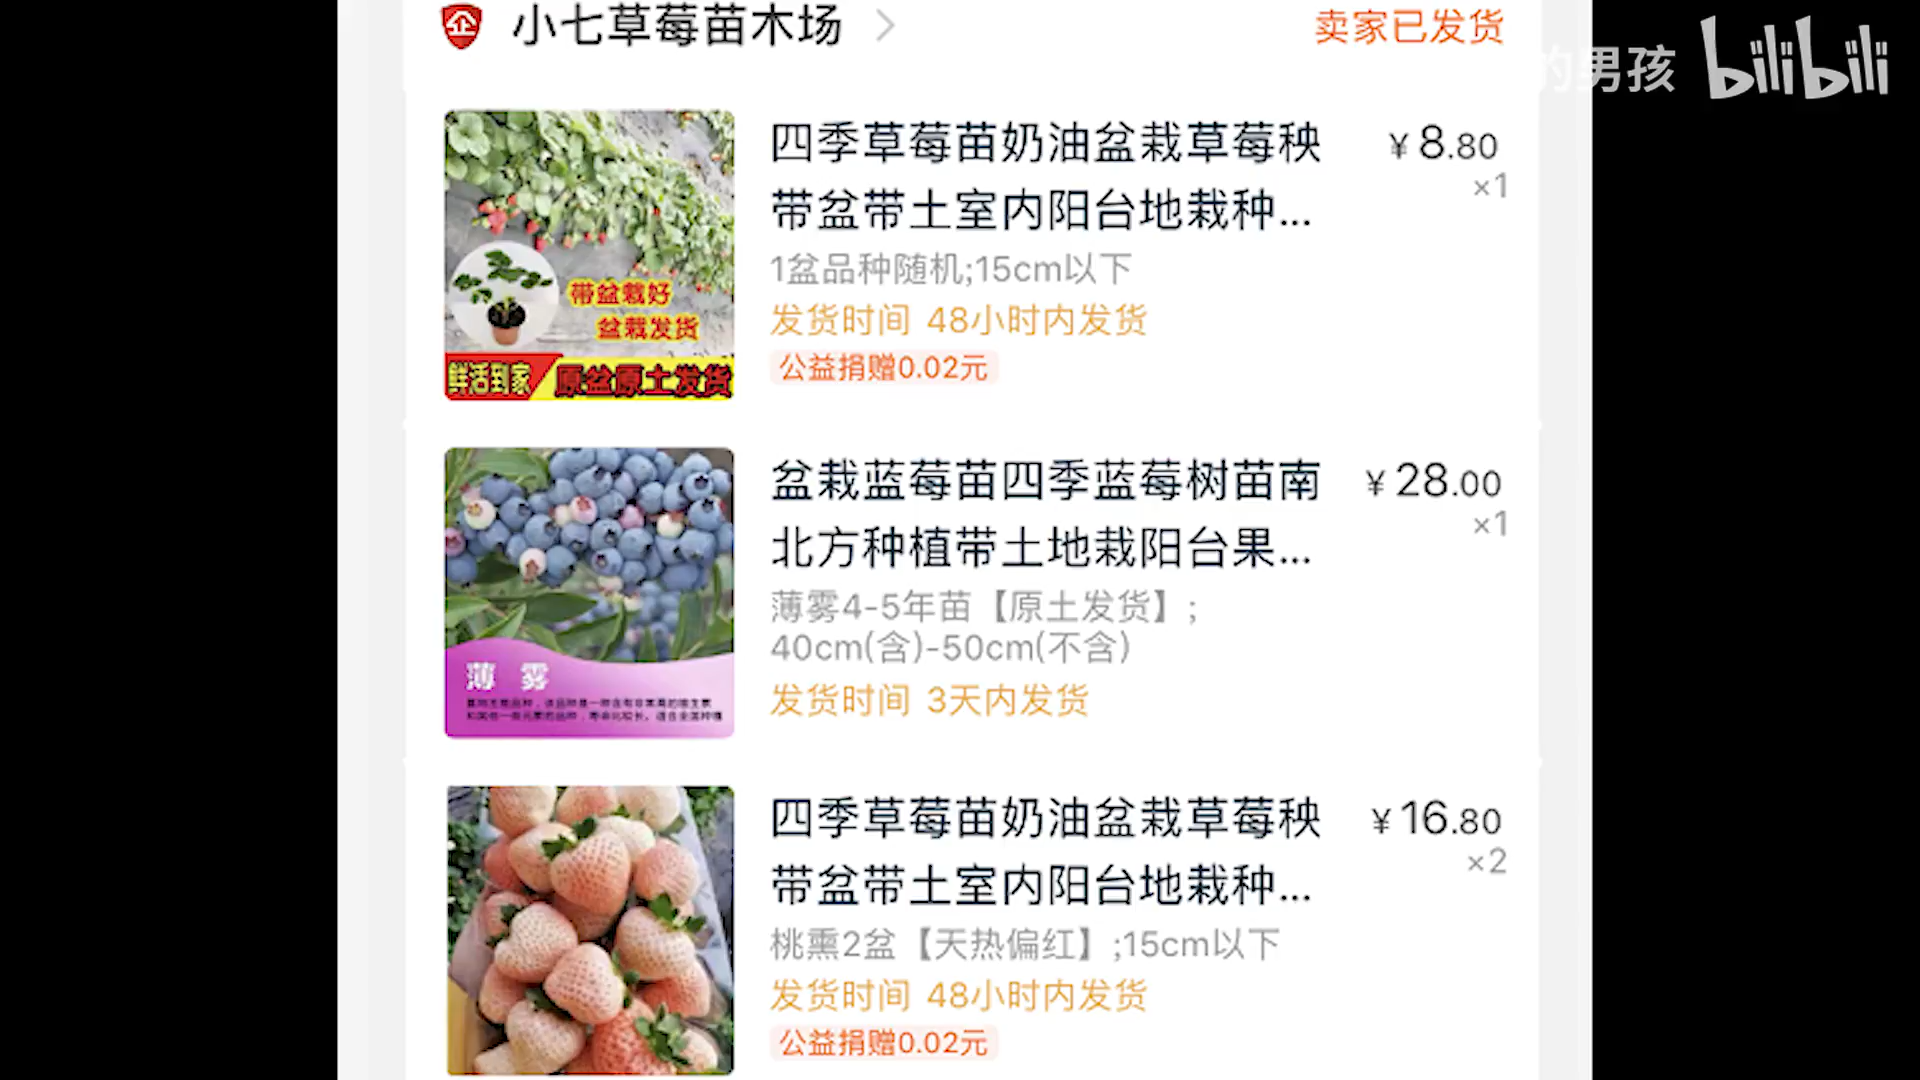 小七草莓苗木场
卖家已发货
的男孩
bilibili
四季草莓苗奶油盆栽草莓秧
¥8.80
带盆带土室内阳台地栽种...
×1
1盆品种随机;15cm以下
发货时间 48小时内发货
公益捐赠0.02元
带盆栽好
盆栽发货
鲜活到家
原盆原土发货
盆栽蓝莓苗四季蓝莓树苗南
¥28.00
北方种植带土地栽阳台果...
×1
薄雾4-5年苗【原土发货】;
40cm(含)-50cm(不含)
发货时间 3天内发货
薄 雾
四季草莓苗奶油盆栽草莓秧
¥16.80
带盆带土室内阳台地栽种...
×2
桃熏2盆【天热偏红】;15cm以下
发货时间 48小时内发货
公益捐赠0.02元